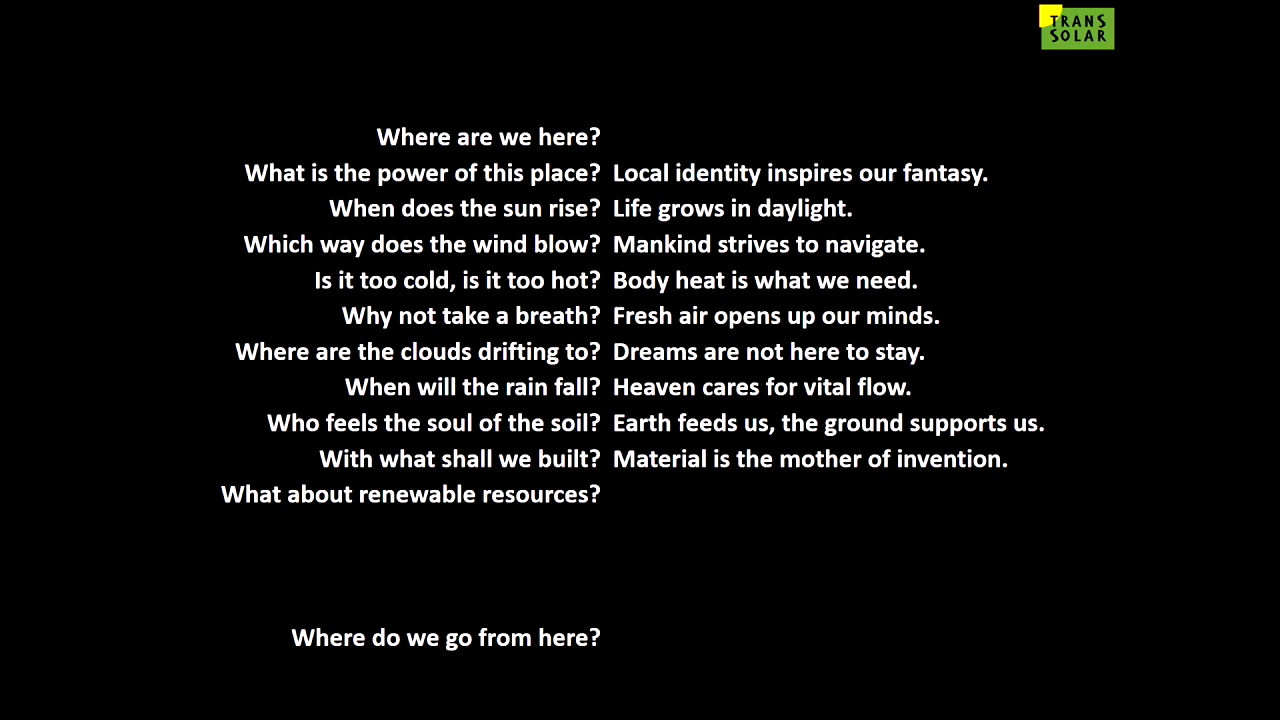 TRANS
SOLAR
Where are we here?
What is the power of this place? Local identity inspires our fantasy.
When does the sun rise? Life grows in daylight.
Which way does the wind blow? Mankind strives to navigate.
Is it too cold, is it too hot? Body heat is what we need.
Why not take a breath? Fresh air opens up our minds.
Where are the clouds drifting to? Dreams are not here to stay.
When will the rain fall? Heaven cares for vital flow.
Who feels the soul of the soil? Earth feeds us, the ground supports us.
With what shall we built? Material is the mother of invention.
What about renewable resources?
Where do we go from here?